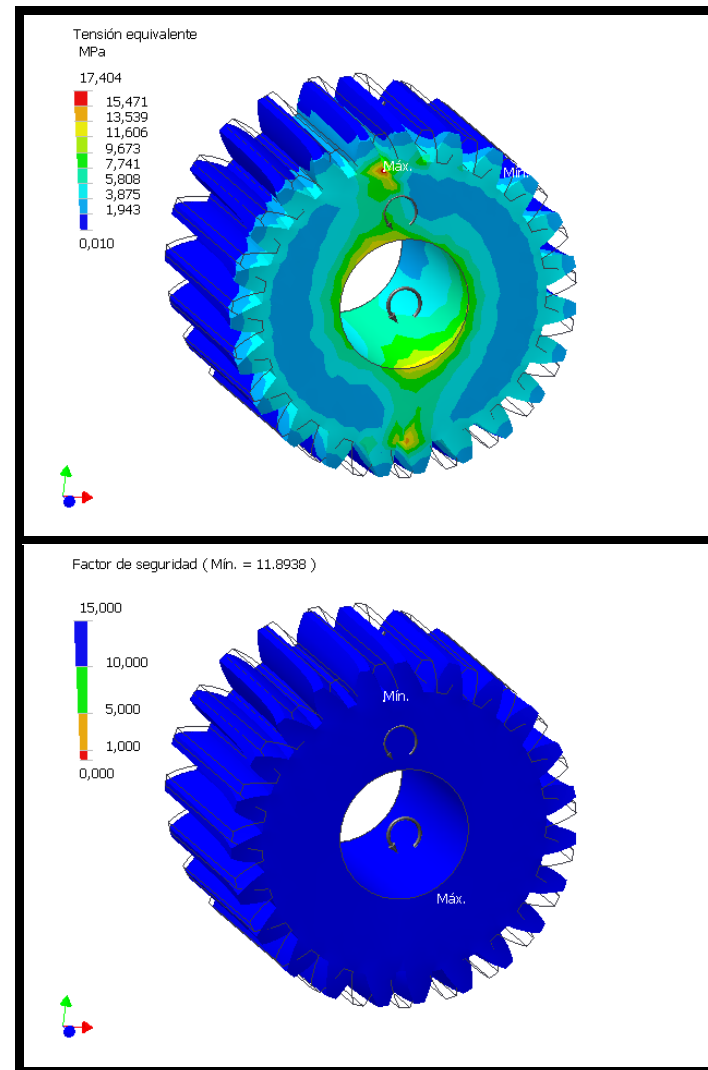 Tensión equivalente
MPa
17,404
15,471
13,539
11,606
9,673
7,741
5,808
3,875
1,943
0,010
Máx.
Mín.
Factor de seguridad ( Mín. = 11.8938 )
15,000
10,000
5,000
1,000
0,000
Mín.
Máx.